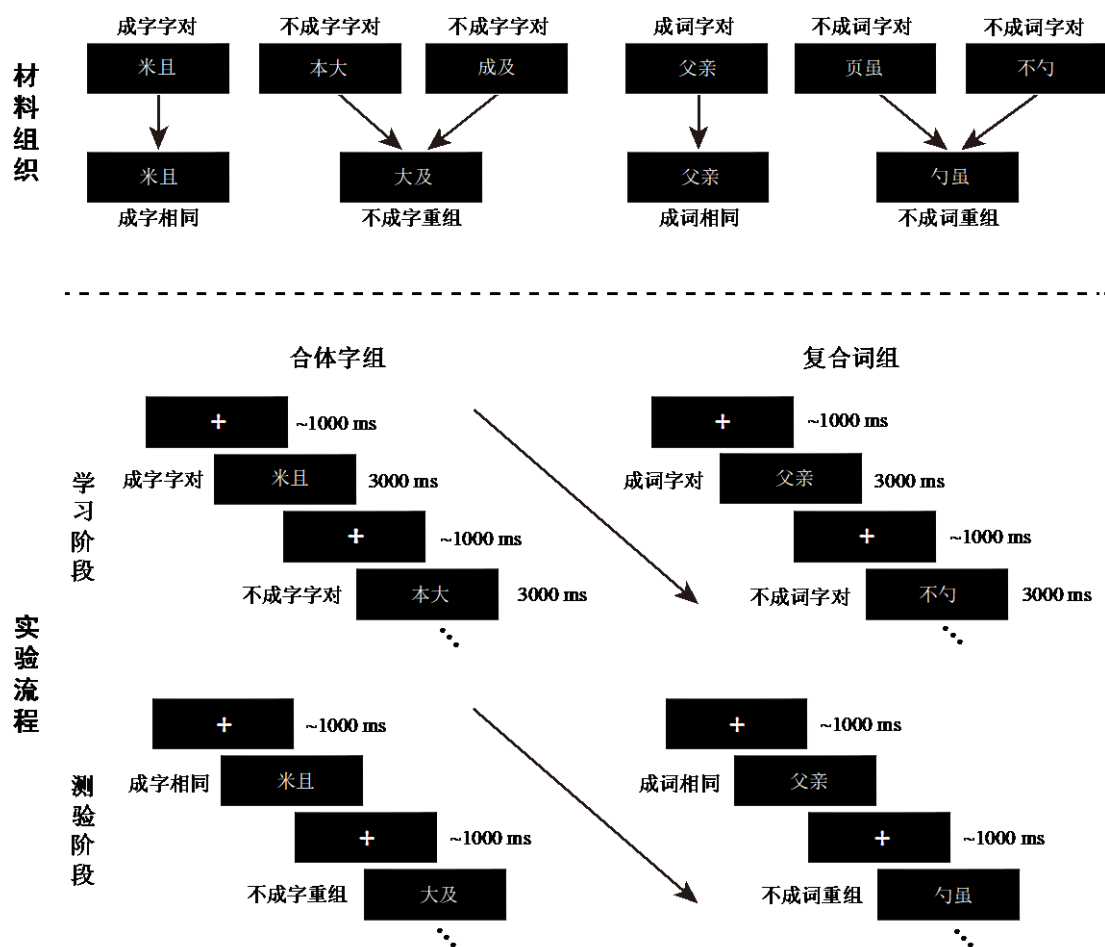 材料组织
成字字对 不成字字对 不成字字对 成词字对 不成词字对 不成词字对
米且 本大 成及 父亲 页虽 不勺
米且 大及 父亲 勺虽
成字相同 不成字重组 成词相同 不成词重组
实验流程
合体字组 复合词组
学习阶段
+ ~1000 ms + ~1000 ms
成字字对 米且 3000 ms 成词字对 父亲 3000 ms
+ ~1000 ms + ~1000 ms
不成字字对 本大 3000 ms 不成词字对 不勺 3000 ms
测验阶段
+ ~1000 ms + ~1000 ms
成字相同 米且 成词相同 父亲
+ ~1000 ms + ~1000 ms
不成字重组 大及 不成词重组 勺虽